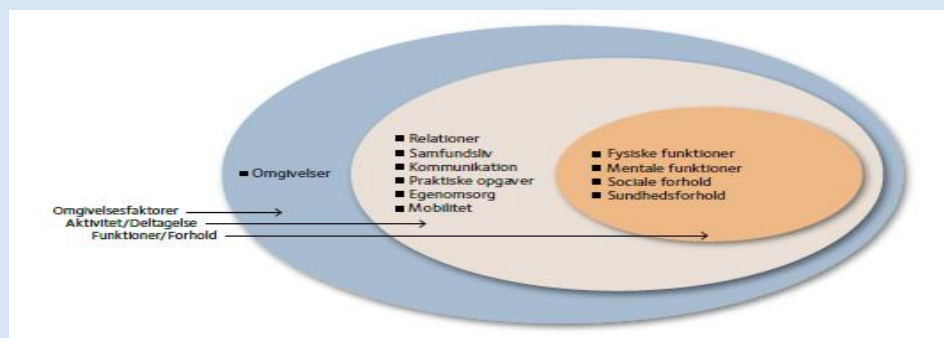 Omgivelser
Relationer
Samfundsliv
Kommunikation
Praktiske opgaver
Egenomsorg
Mobilitet
Fysiske funktioner
Mentale funktioner
Sociale forhold
Sundhedsforhold
Omgivelsesfaktorer
Aktivitet/Deltagelse
Funktioner/Forhold